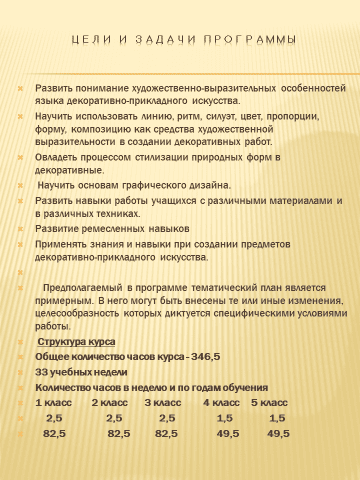 ЦЕЛИ И ЗАДАЧИ ПРОГРАММЫ
Развить понимание художественно-выразительных особенностей
языка декоративно-прикладного искусства.
Научить использовать линию, ритм, силуэт, цвет, пропорции,
форму, композицию как средства художественной
выразительности в создании декоративных работ.
Овладеть процессом стилизации природных форм в
декоративные.
Научить основам графического дизайна.
Развить навыки работы учащихся с различными материалами и
в различных техниках.
Развитие ремесленных навыков
Применять знания и навыки при создании предметов
декоративно-прикладного искусства.
Предполагаемый в программе тематический план является
примерным. В него могут быть внесены те или иные изменения,
целесообразность которых диктуется специфическими условиями
работы.
Структура курса
Общее количество часов курса - 346,5
33 учебных недели
Количество часов в неделю и по годам обучения
1 класс 2 класс 3 класс 4 класс 5 класс
2,5 2,5 2,5 1,5 1,5
82,5 82,5 82,5 49,5 49,5